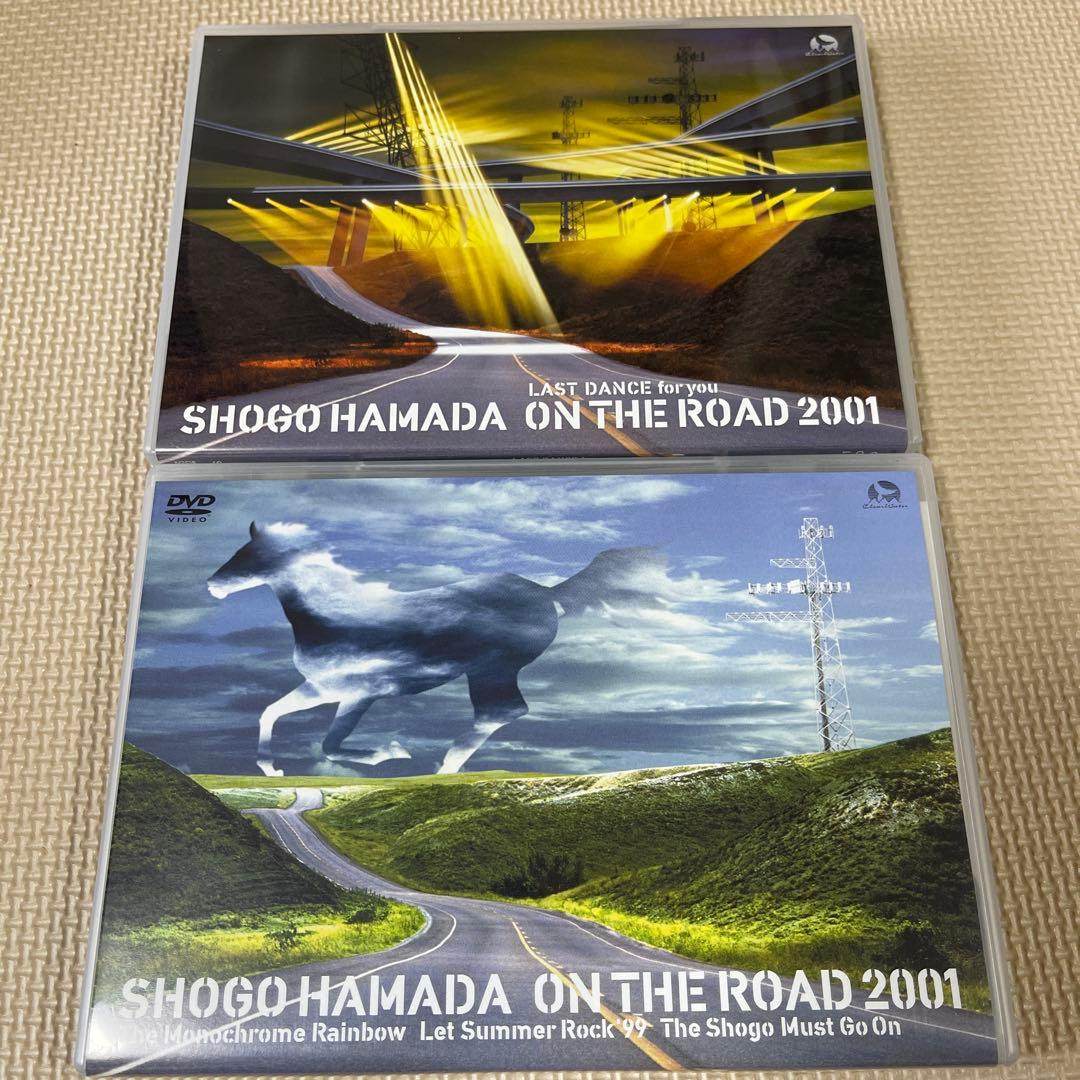 LAST DANCE for you
SHOGO HAMADA ON THE ROAD 2001
DVD
VIDEO
SHOGO HAMADA ON THE ROAD 2001
The Monochrome Rainbow Let Summer Rock '99 The Shogo Must Go On